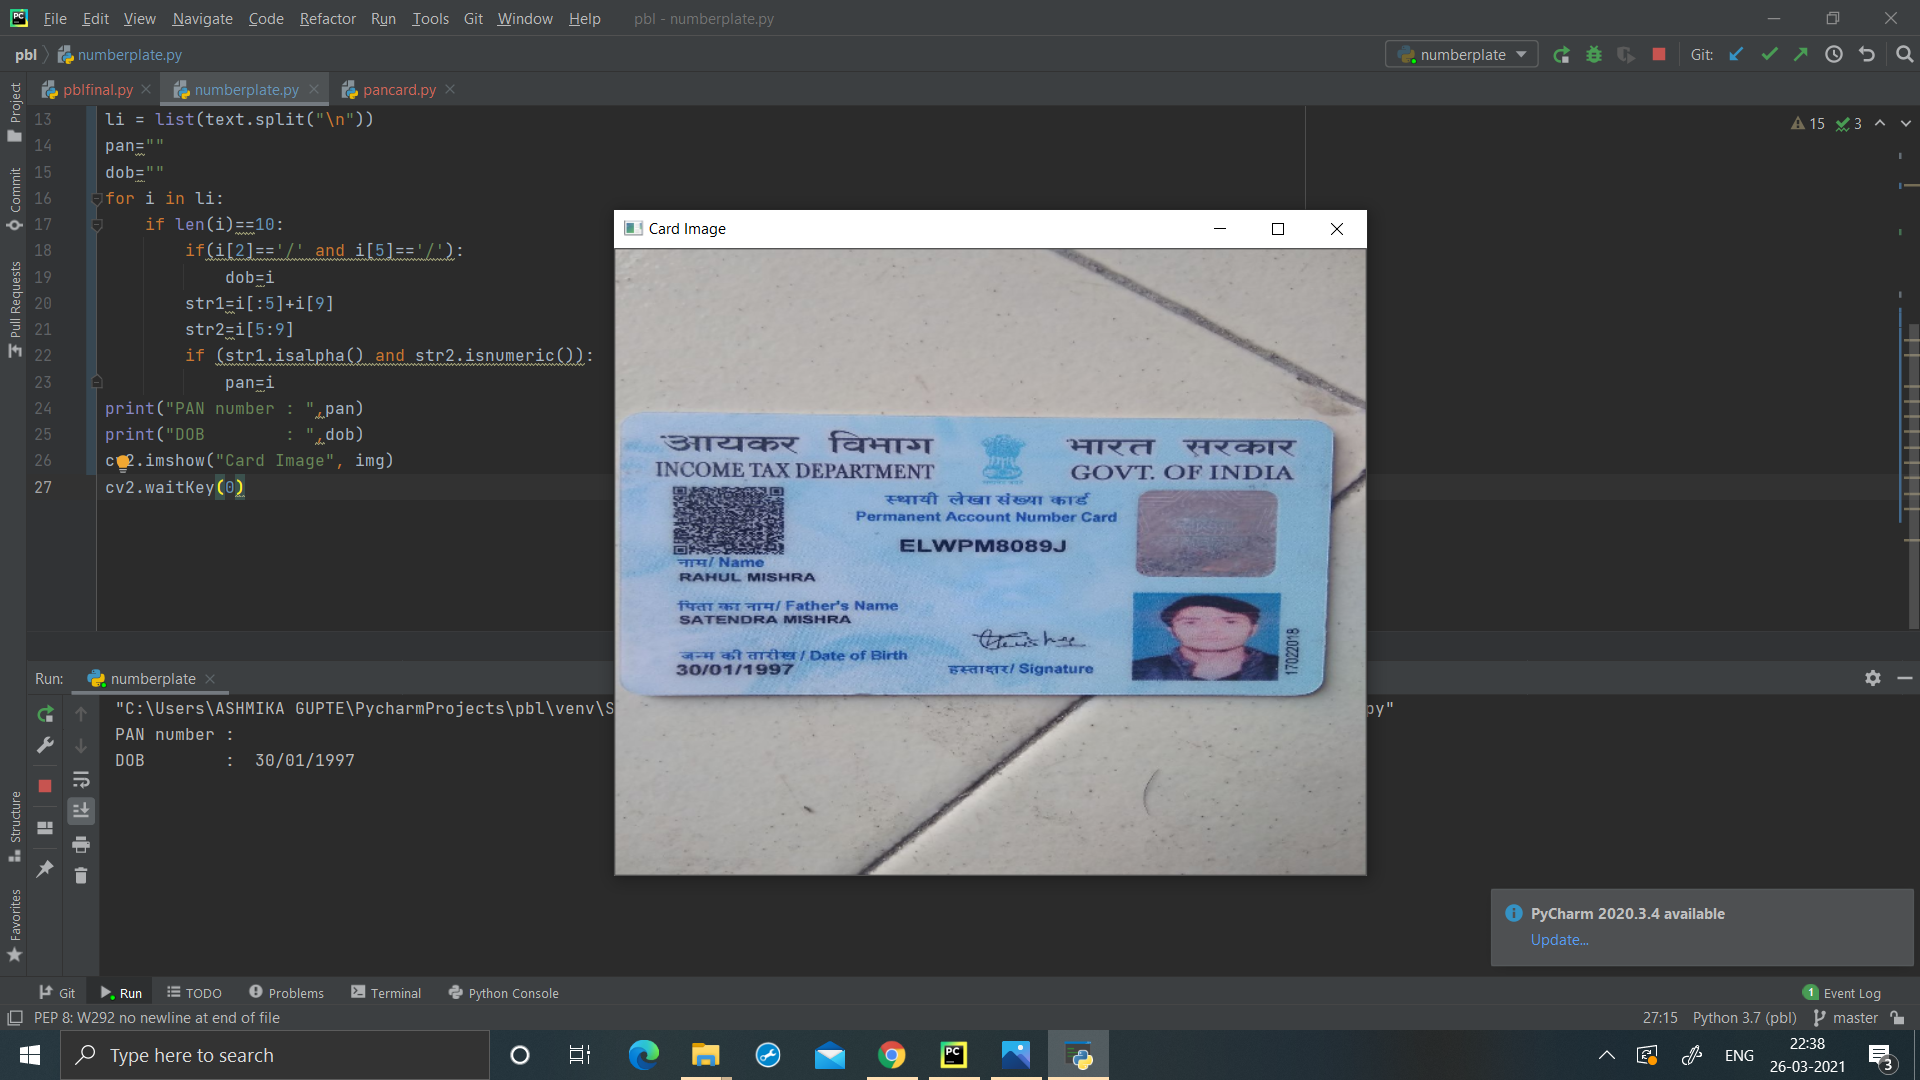 File Edit View Navigate Code Refactor Run Tools Git Window Help pbl - numberplate.py
pbl numberplate.py
numberplate Git:
pblfinal.py numberplate.py pancard.py
Project
Commit
Pull Requests
15 3
13 li = list(text.split("\n"))
14 pan=""
15 dob=""
16 for i in li:
17 if len(i)==10:
18 if(i[2]=='/' and i[5]=='/'):
19 dob=i
20 str1=i[:5]+i[9]
21 str2=i[5:9]
22 if (str1.isalpha() and str2.isnumeric()):
23 pan=i
24 print("PAN number : ",pan)
25 print("DOB : ",dob)
26 cv2.imshow("Card Image", img)
27 cv2.waitKey(0)
Card Image
आयकर विभाग भारत सरकार
INCOME TAX DEPARTMENT GOVT. OF INDIA
स्थायी लेखा संख्या कार्ड
Permanent Account Number Card
ELWPM8089J
नाम/ Name
RAHUL MISHRA
पिता का नाम/ Father's Name
SATENDRA MISHRA
जन्म की तारीख / Date of Birth
30/01/1997
हस्ताक्षर/ Signature
17022018
Run: numberplate
"C:\Users\ASHMIKA GUPTE\PycharmProjects\pbl\venv\S py"
PAN number :
DOB : 30/01/1997
Structure
Favorites
PyCharm 2020.3.4 available
Update...
Git Run TODO Problems Terminal Python Console 1 Event Log
PEP 8: W292 no newline at end of file 27:15 Python 3.7 (pbl) master
Type here to search
ENG
22:38
26-03-2021
3